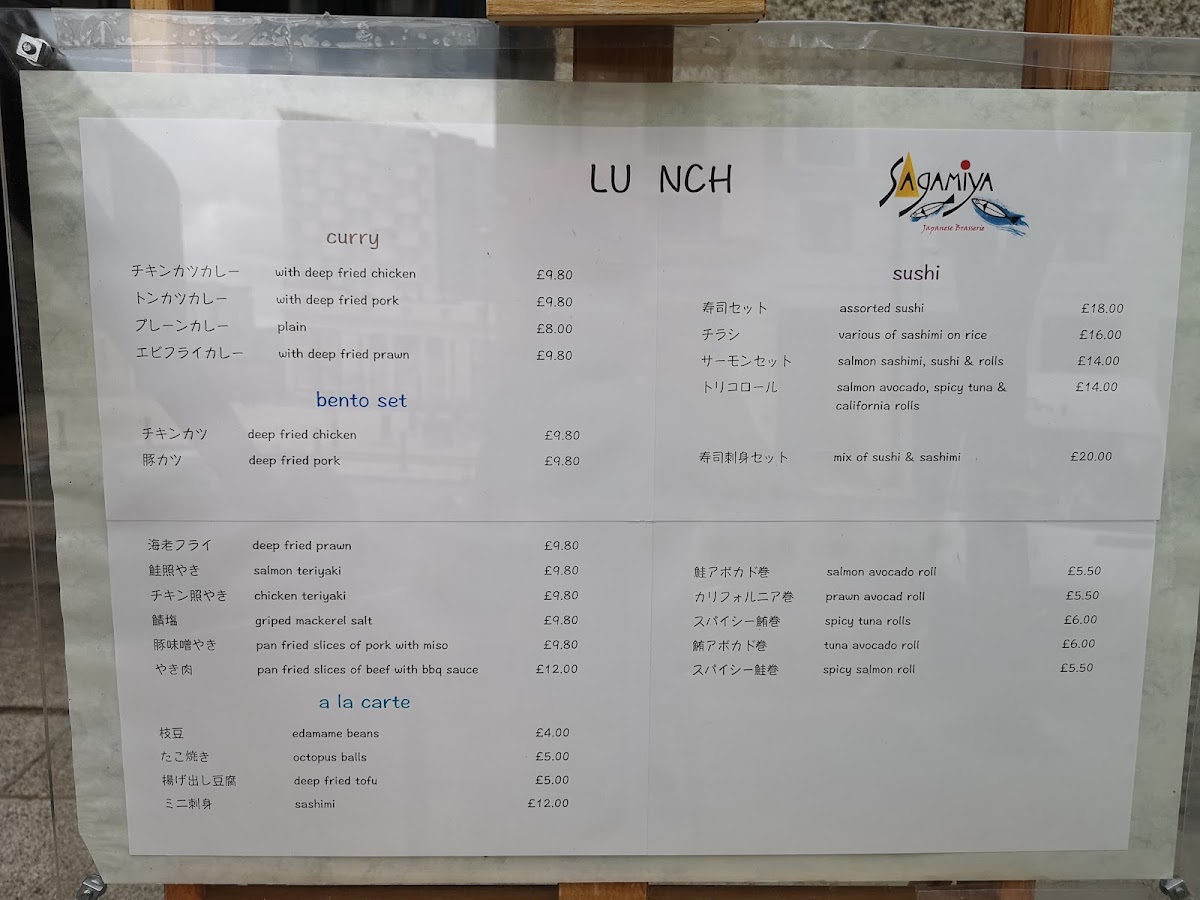 LU NCH
SAGAMIYA
Japanese Brasserie
curry
チキンカツカレー with deep fried chicken £9.80
トンカツカレー with deep fried pork £9.80
プレーンカレー plain £8.00
エビフライカレー with deep fried prawn £9.80
bento set
チキンカツ deep fried chicken £9.80
豚カツ deep fried pork £9.80
海老フライ deep fried prawn £9.80
鮭照やき salmon teriyaki £9.80
チキン照やき chicken teriyaki £9.80
鯖塩 griped mackerel salt £9.80
豚味噌やき pan fried slices of pork with miso £9.80
やき肉 pan fried slices of beef with bbq sauce £12.00
a la carte
枝豆 edamame beans £4.00
たこ焼き octopus balls £5.00
揚げ出し豆腐 deep fried tofu £5.00
ミニ刺身 sashimi £12.00
sushi
寿司セット assorted sushi £18.00
チラシ various of sashimi on rice £16.00
サーモンセット salmon sashimi, sushi & rolls £14.00
トリコロール salmon avocado, spicy tuna & £14.00
california rolls
寿司刺身セット mix of sushi & sashimi £20.00
鮭アボカド巻 salmon avocado roll £5.50
カリフォルニア巻 prawn avocad roll £5.50
スパイシー鮪巻 spicy tuna rolls £6.00
鮪アボカド巻 tuna avocado roll £6.00
スパイシー鮭巻 spicy salmon roll £5.50